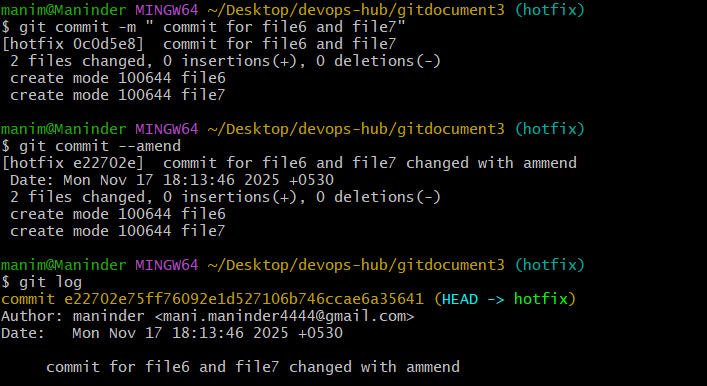 manim@Maninder MINGW64 ~/Desktop/devops-hub/gitdocument3 (hotfix)
$ git commit -m " commit for file6 and file7"
[hotfix 0c0d5e8]  commit for file6 and file7
 2 files changed, 0 insertions(+), 0 deletions(-)
 create mode 100644 file6
 create mode 100644 file7
manim@Maninder MINGW64 ~/Desktop/devops-hub/gitdocument3 (hotfix)
$ git commit --amend
[hotfix e22702e]  commit for file6 and file7 changed with ammend
 Date: Mon Nov 17 18:13:46 2025 +0530
 2 files changed, 0 insertions(+), 0 deletions(-)
 create mode 100644 file6
 create mode 100644 file7
manim@Maninder MINGW64 ~/Desktop/devops-hub/gitdocument3 (hotfix)
$ git log
commit e22702e75ff76092e1d527106b746ccae6a35641 (HEAD -> hotfix)
Author: maninder <mani.maninder4444@gmail.com>
Date:   Mon Nov 17 18:13:46 2025 +0530
     commit for file6 and file7 changed with ammend